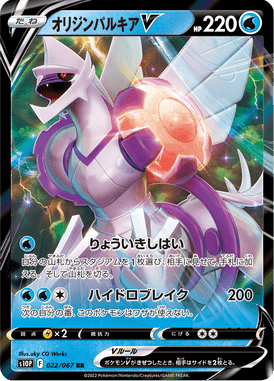 たね オリジンパルキアV HP220
りょういきしはい
自分の山札からスタジアムを1枚選び、相手に見せて、手札に加
える。そして山札を切る。
ハイドロブレイク 200
次の自分の番、このポケモンはワザが使えない。
弱点 ×2 抵抗力 にげる
Illus.aky CG Works
Vルール
ポケモンVがきぜつしたとき、相手はサイドを2枚とる。
s10P F 022/067 RR
©2022 Pokémon/Nintendo/Creatures/GAME FREAK.